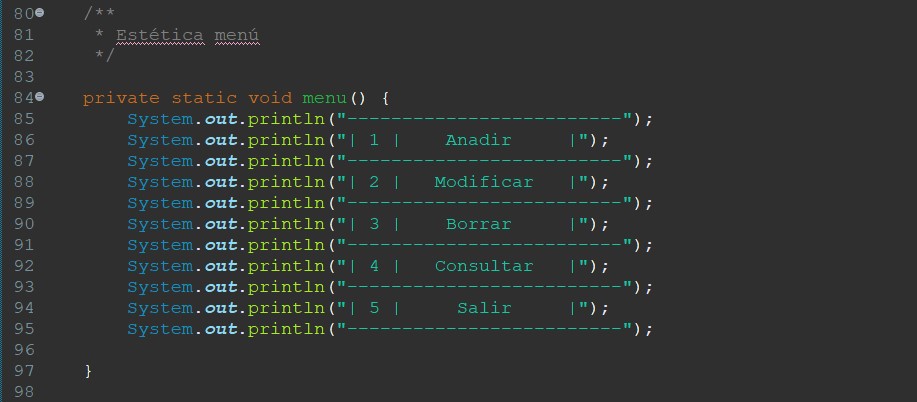 80 /**
81  * Estética menú
82  */
83
84 private static void menu() {
85     System.out.println("-------------------------");
86     System.out.println("| 1 |    Anadir     |");
87     System.out.println("-------------------------");
88     System.out.println("| 2 |   Modificar   |");
89     System.out.println("-------------------------");
90     System.out.println("| 3 |    Borrar     |");
91     System.out.println("-------------------------");
92     System.out.println("| 4 |   Consultar   |");
93     System.out.println("-------------------------");
94     System.out.println("| 5 |     Salir     |");
95     System.out.println("-------------------------");
96
97 }
98